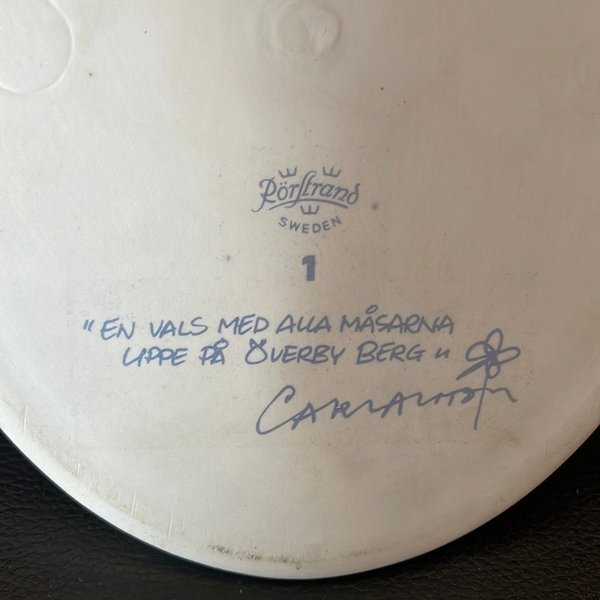 Rörstrand
SWEDEN
1
"EN VALS MED ALLA MÅSARNA
UPPE PÅ ÖVERBY BERG"